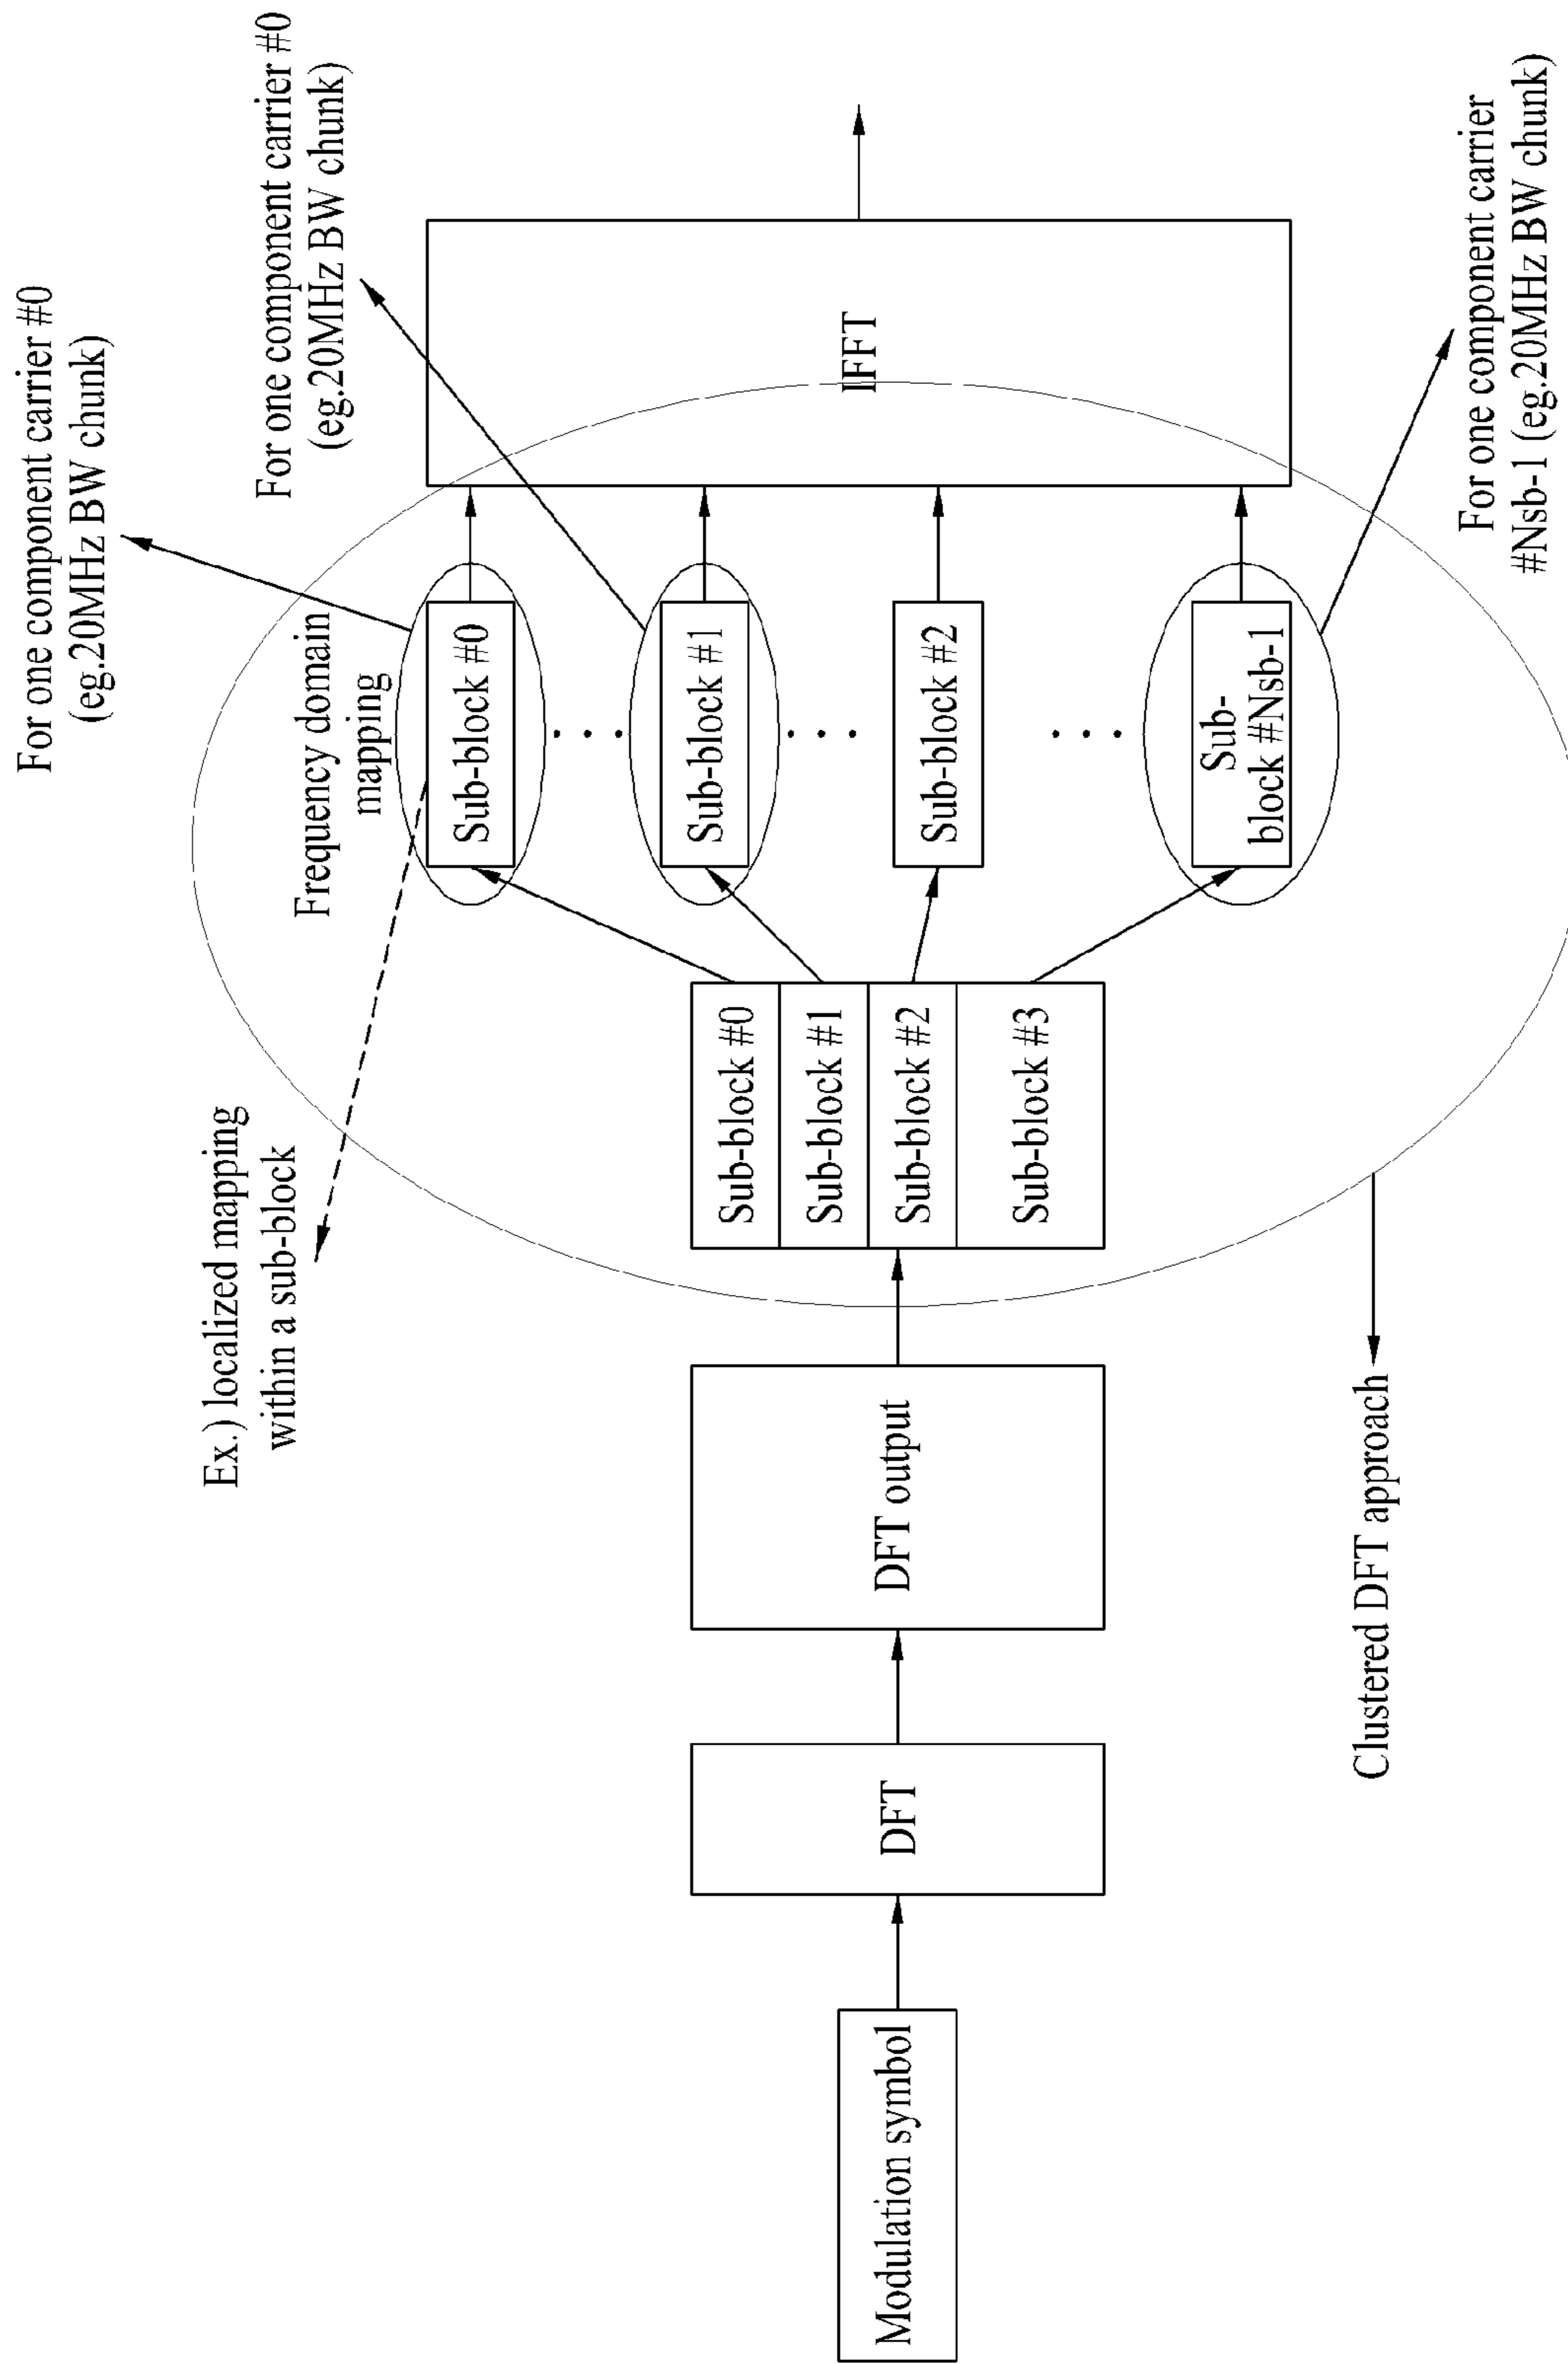 For one component carrier #0
(eg.20MHz BW chunk)
For one component carrier #0
(eg.20MHz BW chunk)
Ex.) localized mapping
within a sub-block
Frequency domain
mapping
Sub-block #0
Sub-block #1
Sub-block #2
Sub-
block #Nsb-1
Modulation symbol
DFT
DFT output
Sub-block #0
Sub-block #1
Sub-block #2
Sub-block #3
IFFT
Clustered DFT approach
For one component carrier
#Nsb-1 (eg.20MHz BW chunk)